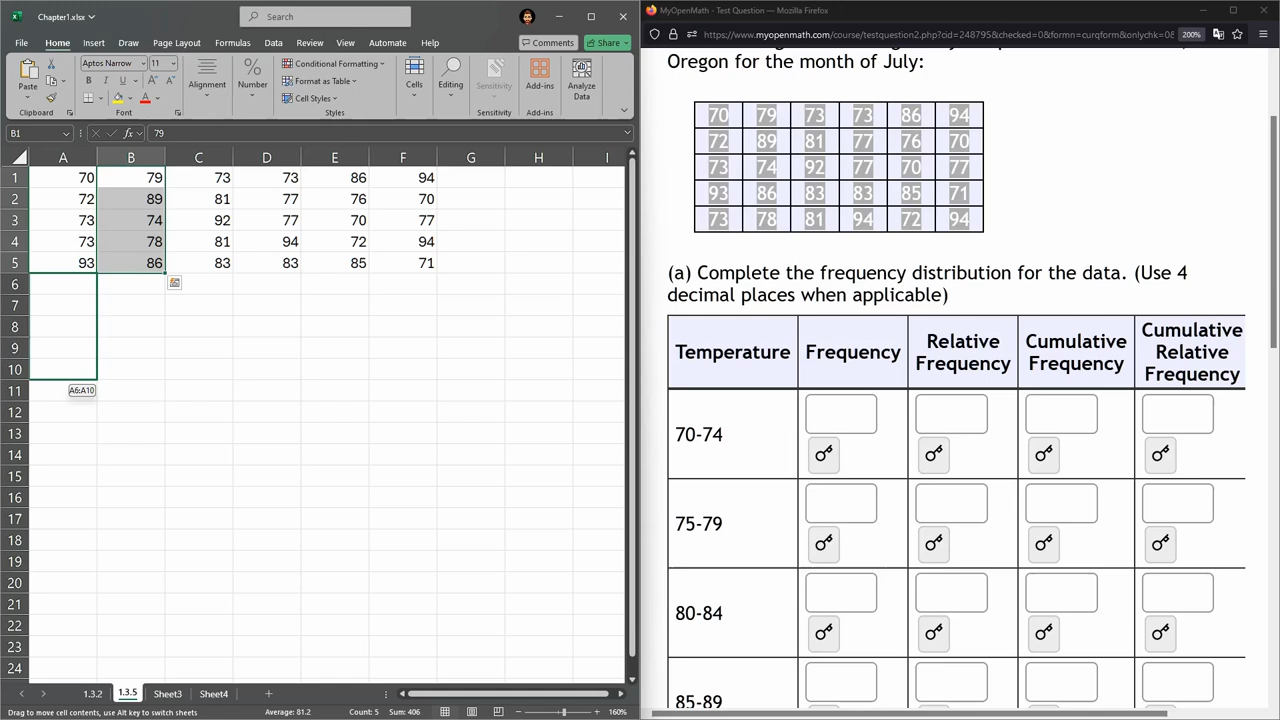 Chapter1.xlsx
Search
File Home Insert Draw Page Layout Formulas Data Review View Automate Help Comments Share
Paste
Clipboard
Aptos Narrow 11
B I U
Font
Alignment
%
Number
Conditional Formatting
Format as Table
Cell Styles
Styles
Cells
Editing
Sensitivity
Sensitivity
Add-ins
Add-ins
Analyze
Data
B1 fx 79
A B C D E F G H I
1 70 79 73 73 86 94
2 72 89 81 77 76 70
3 73 74 92 77 70 77
4 73 78 81 94 72 94
5 93 86 83 83 85 71
6
7
8
9
10
11 A6:A10
12
13
14
15
16
17
18
19
20
21
22
23
24
1.3.2 1.3.5 Sheet3 Sheet4
Drag to move cell contents, use Alt key to switch sheets Average: 81.2 Count: 5 Sum: 406 160%
MyOpenMath - Test Question — Mozilla Firefox
https://www.myopenmath.com/course/testquestion2.php?cid=248795&checked=0&formn=curqform&onlychk=0 200%
Oregon for the month of July:
70 79 73 73 86 94
72 89 81 77 76 70
73 74 92 77 70 77
93 86 83 83 85 71
73 78 81 94 72 94
(a) Complete the frequency distribution for the data. (Use 4
decimal places when applicable)
Temperature Frequency Relative Frequency Cumulative Frequency Cumulative Relative Frequency
70-74
75-79
80-84
85-89